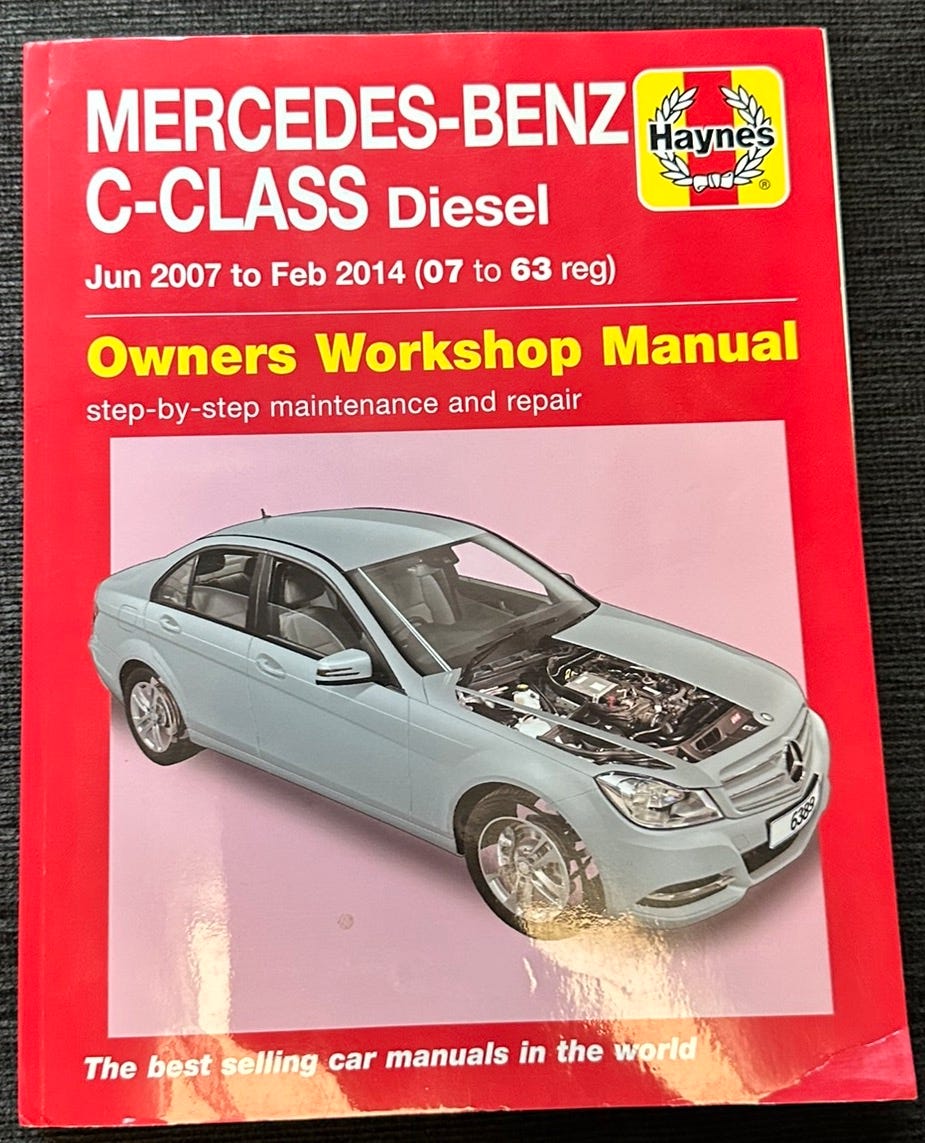 MERCEDES-BENZ
C-CLASS Diesel
Haynes
®
Jun 2007 to Feb 2014 (07 to 63 reg)
Owners Workshop Manual
step-by-step maintenance and repair
6386
The best selling car manuals in the world